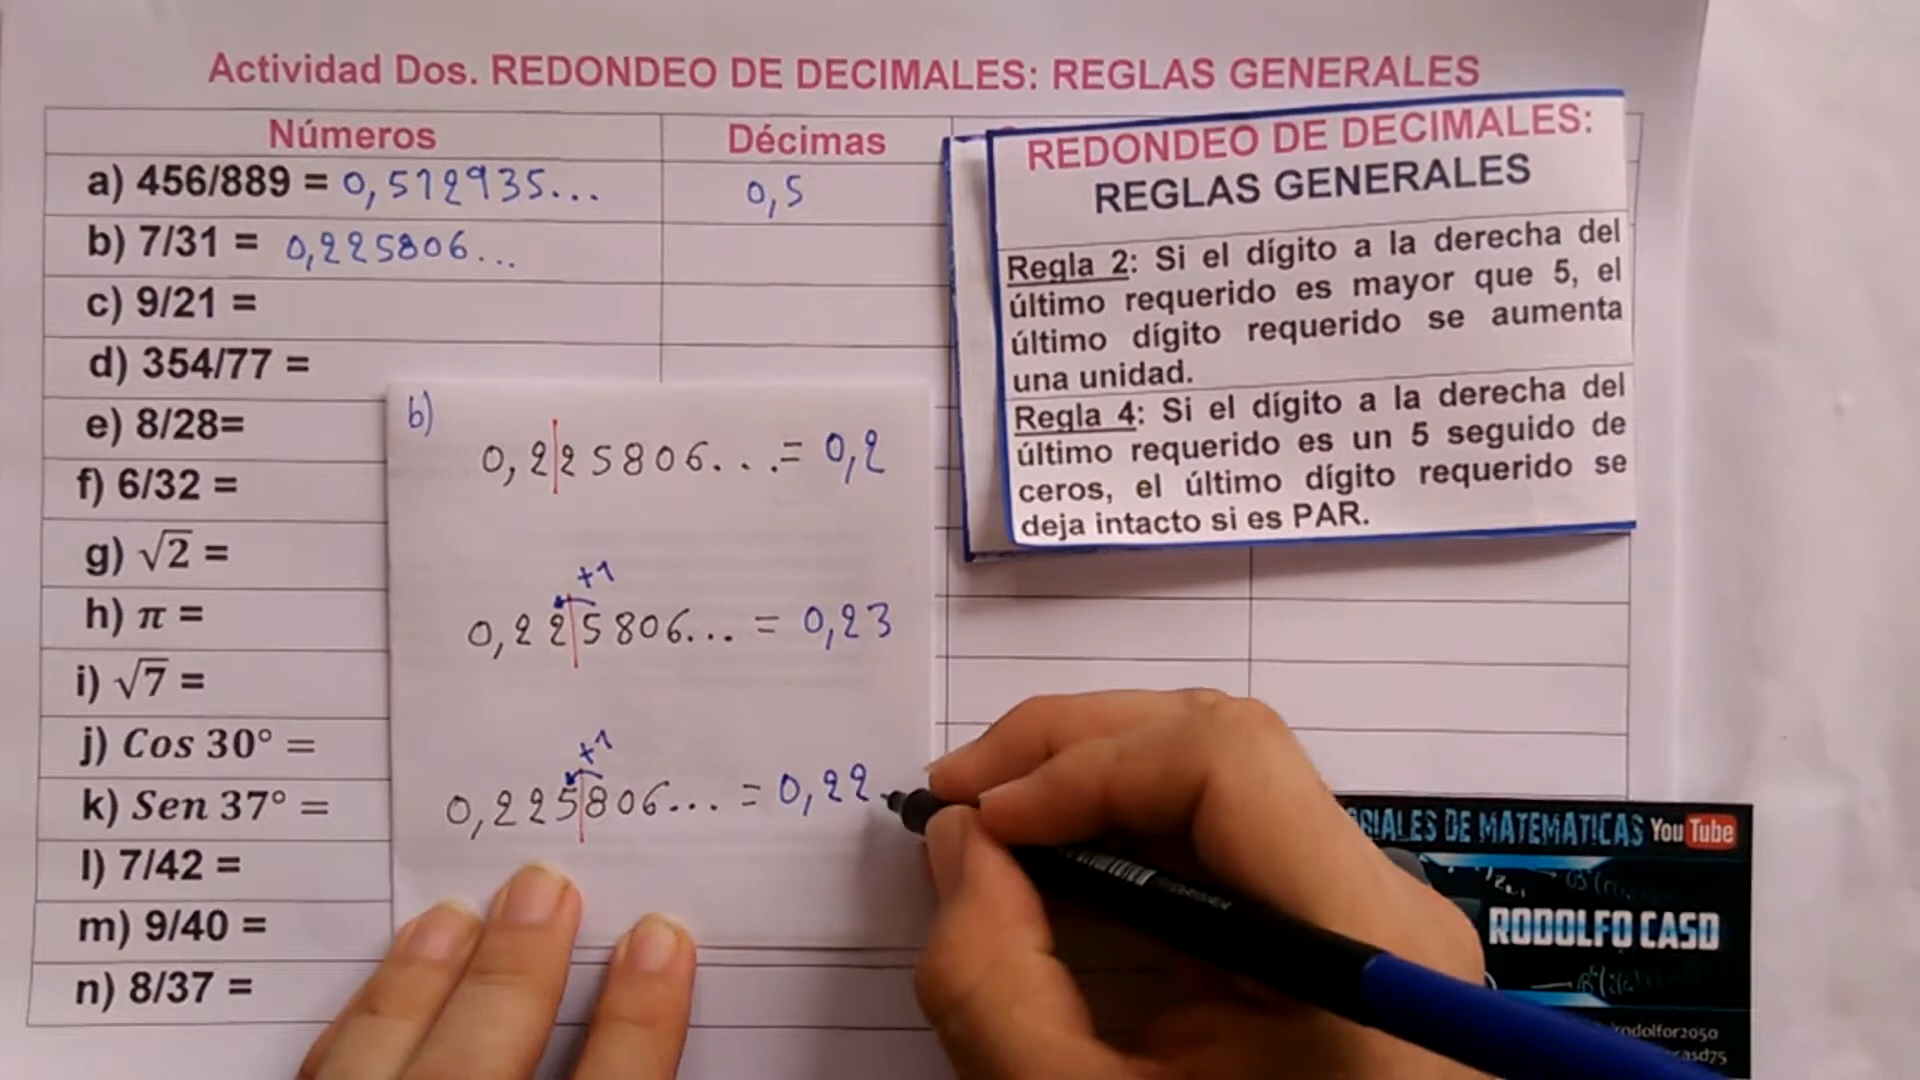 Actividad Dos. REDONDEO DE DECIMALES: REGLAS GENERALES
Números
Décimas
a) 456/889 = 0,512935...
0,5
b) 7/31 = 0,225806...
c) 9/21 =
d) 354/77 =
e) 8/28=
f) 6/32 =
g) √2 =
h) π =
i) √7 =
j) Cos 30° =
k) Sen 37° =
l) 7/42 =
m) 9/40 =
n) 8/37 =
b)
0,2|25806...= 0,2
+1
0,22|5806... = 0,23
+1
0,225|806... = 0,22
REDONDEO DE DECIMALES:
REGLAS GENERALES
Regla 2: Si el dígito a la derecha del
último requerido es mayor que 5, el
último dígito requerido se aumenta
una unidad.
Regla 4: Si el dígito a la derecha del
último requerido es un 5 seguido de
ceros, el último dígito requerido se
deja intacto si es PAR.
DE MATEMATICAS YouTube
RODOLFO CASD